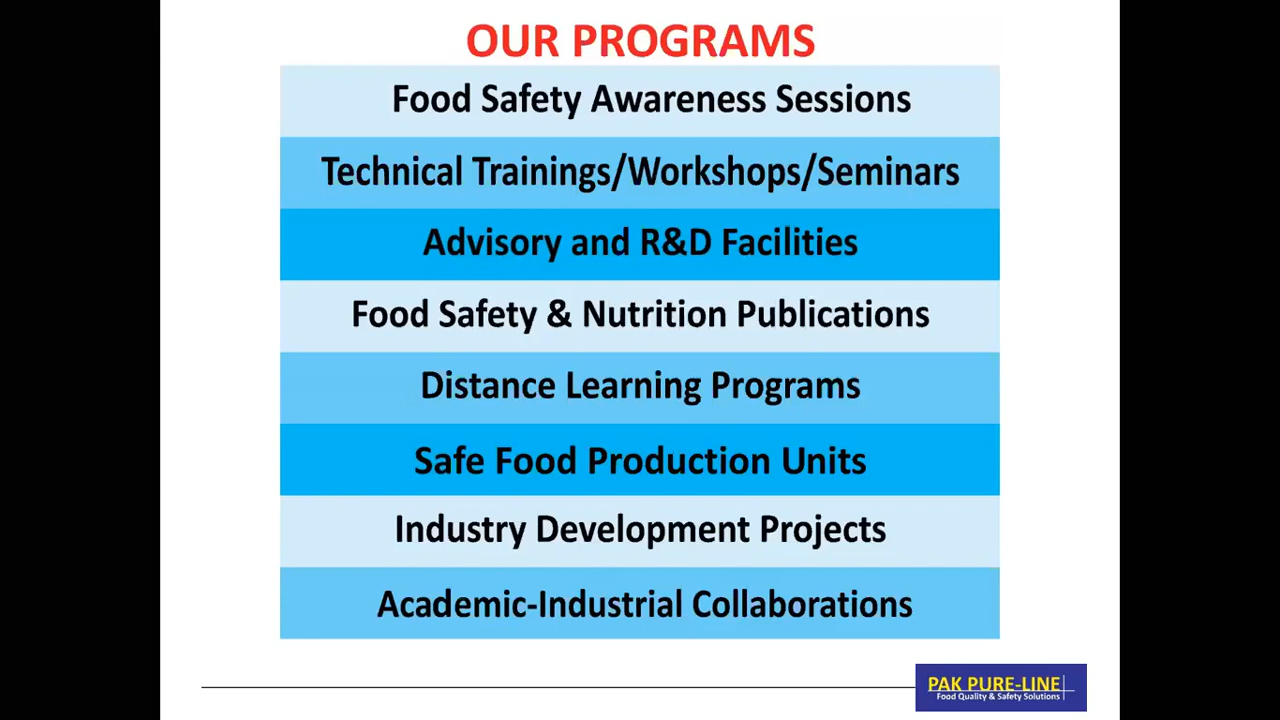 OUR PROGRAMS
Food Safety Awareness Sessions
Technical Trainings/Workshops/Seminars
Advisory and R&D Facilities
Food Safety & Nutrition Publications
Distance Learning Programs
Safe Food Production Units
Industry Development Projects
Academic-Industrial Collaborations
PAK PURE-LINE
Food Quality & Safety Solutions